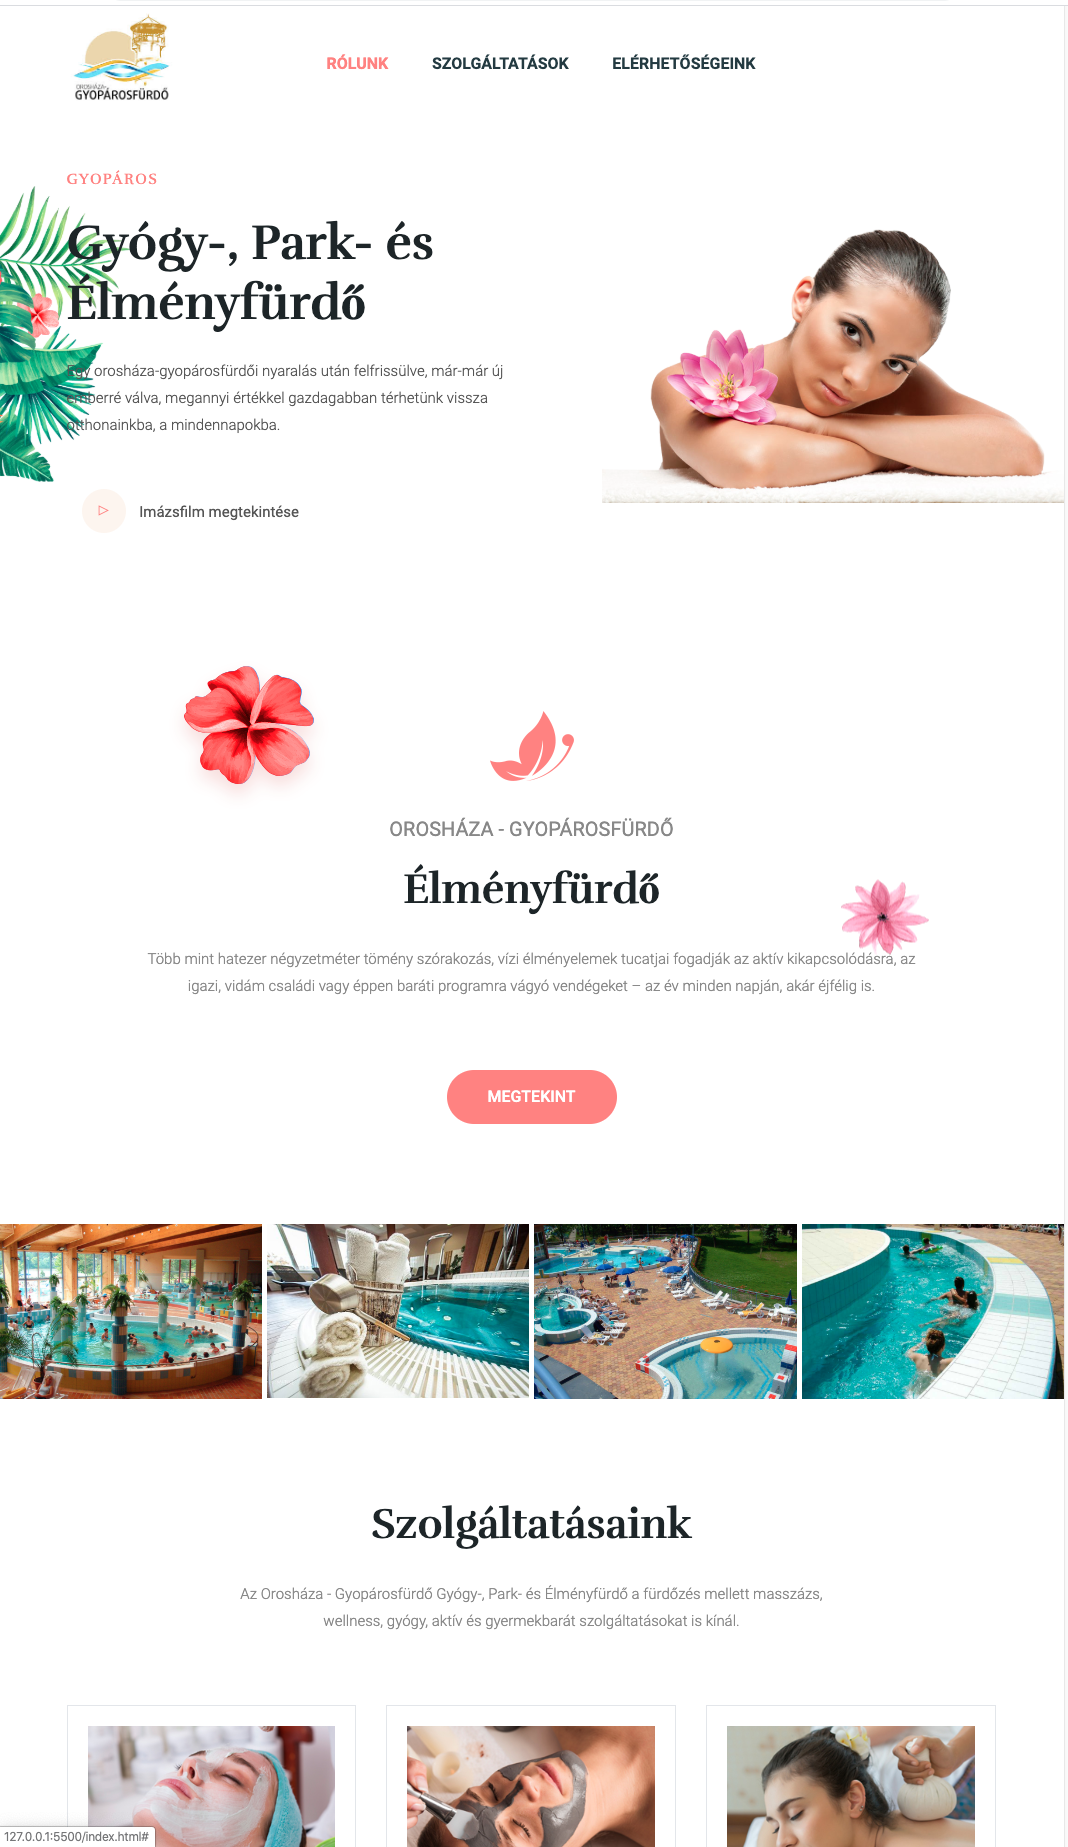 OROSHÁZA-
GYOPÁROSFÜRDŐ
RÓLUNK SZOLGÁLTATÁSOK ELÉRHETŐSÉGEINK
GYOPÁROS
Gyógy-, Park- és
Élményfürdő
Egy orosháza-gyopárosfürdői nyaralás után felfrissülve, már-már új
emberré válva, megannyi értékkel gazdagabban térhetünk vissza
otthonainkba, a mindennapokba.
Imázsfilm megtekintése
OROSHÁZA - GYOPÁROSFÜRDŐ
Élményfürdő
Több mint hatezer négyzetméter tömény szórakozás, vízi élményelemek tucatjai fogadják az aktív kikapcsolódásra, az
igazi, vidám családi vagy éppen baráti programra vágyó vendégeket – az év minden napján, akár éjfélig is.
MEGTEKINT
Szolgáltatásaink
Az Orosháza - Gyopárosfürdő Gyógy-, Park- és Élményfürdő a fürdőzés mellett masszázs,
wellness, gyógy, aktív és gyermekbarát szolgáltatásokat is kínál.
127.0.0.1:5500/index.html#